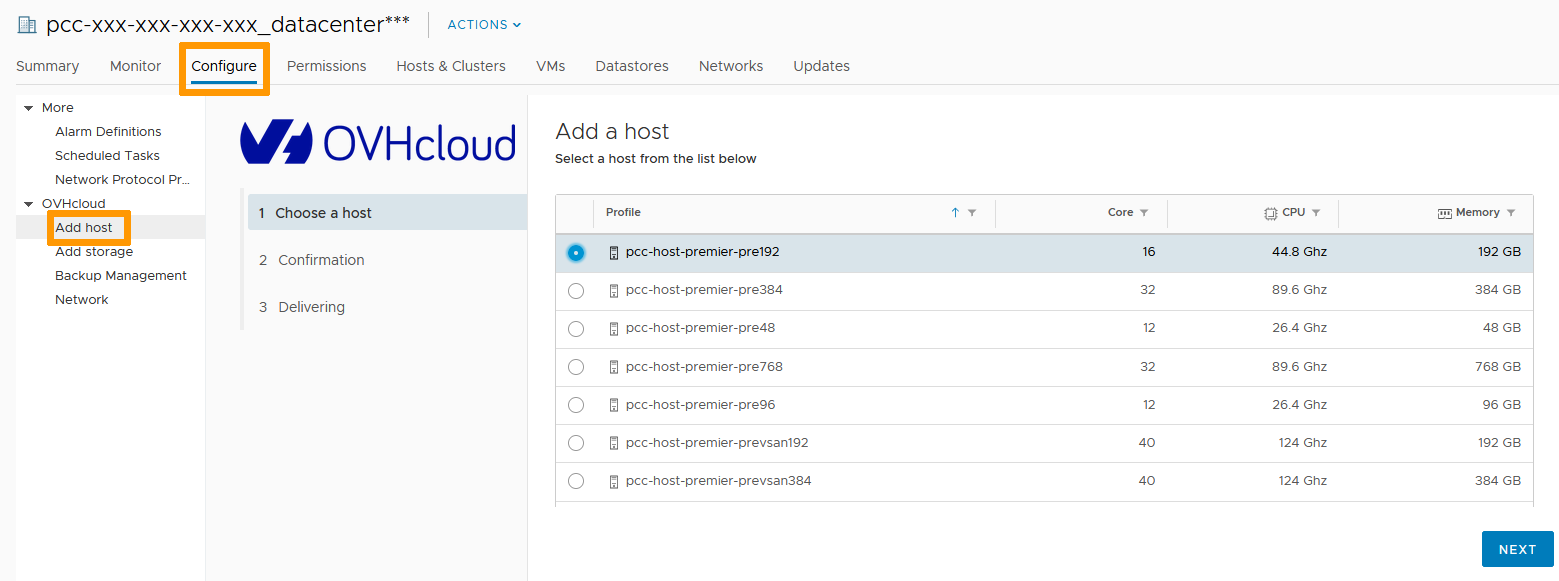 pcc-xxx-xxx-xxx-xxx_datacenter***
ACTIONS
Summary Monitor Configure Permissions Hosts & Clusters VMs Datastores Networks Updates
More
Alarm Definitions
Scheduled Tasks
Network Protocol Pr...
OVHcloud
Add host
Add storage
Backup Management
Network
OVHcloud
1 Choose a host
2 Confirmation
3 Delivering
Add a host
Select a host from the list below
Profile Core CPU Memory
pcc-host-premier-pre192 16 44.8 Ghz 192 GB
pcc-host-premier-pre384 32 89.6 Ghz 384 GB
pcc-host-premier-pre48 12 26.4 Ghz 48 GB
pcc-host-premier-pre768 32 89.6 Ghz 768 GB
pcc-host-premier-pre96 12 26.4 Ghz 96 GB
pcc-host-premier-prevsan192 40 124 Ghz 192 GB
pcc-host-premier-prevsan384 40 124 Ghz 384 GB
NEXT